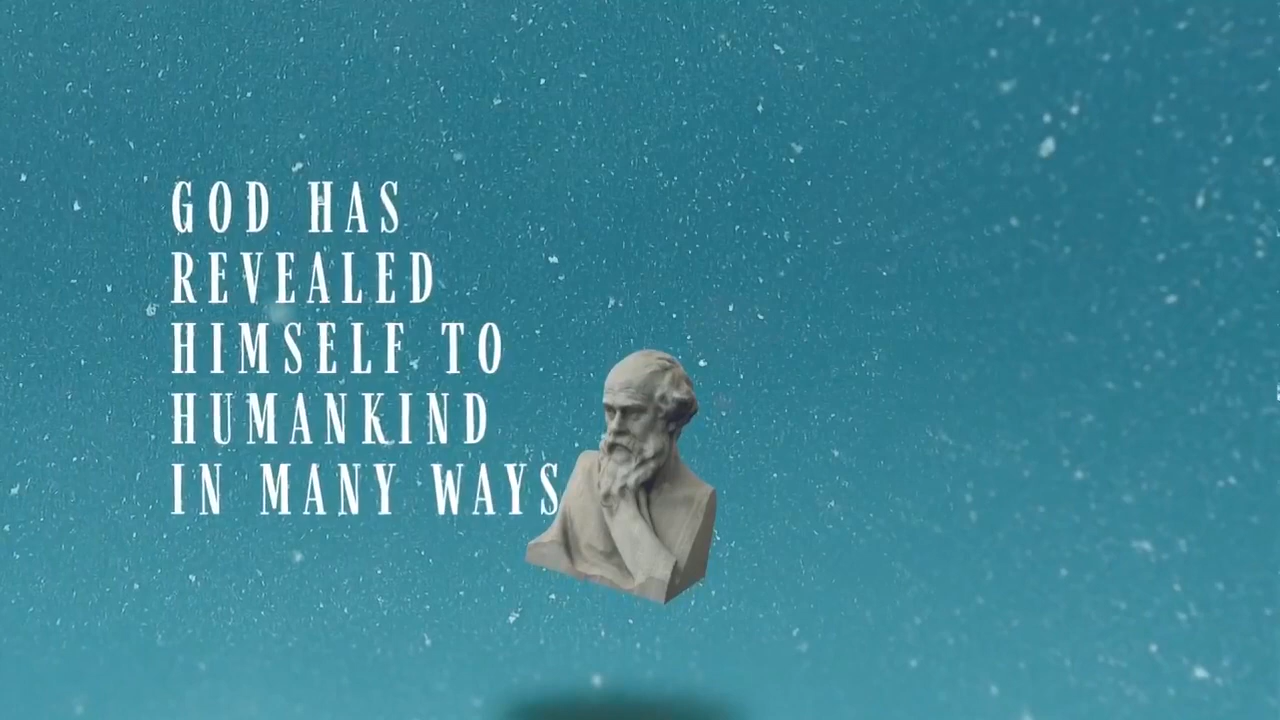 GOD HAS
REVEALED
HIMSELF TO
HUMANKIND
IN MANY WAYS